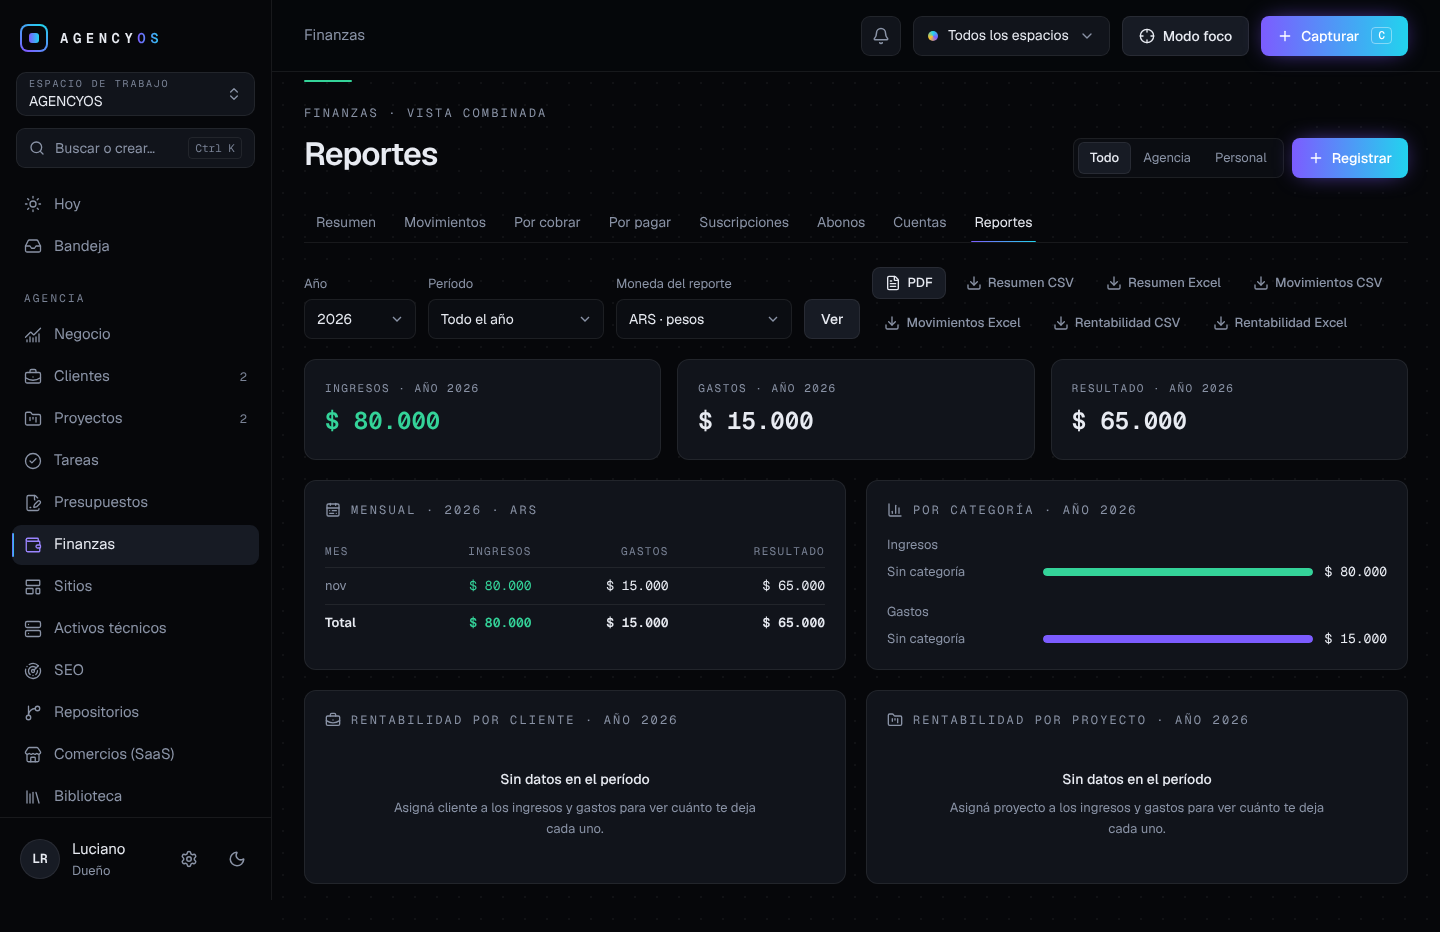 AGENCYOS
ESPACIO DE TRABAJO
AGENCYOS
Buscar o crear... Ctrl K
Hoy
Bandeja
AGENCIA
Negocio
Clientes 2
Proyectos 2
Tareas
Presupuestos
Finanzas
Sitios
Activos técnicos
SEO
Repositorios
Comercios (SaaS)
Biblioteca
LR Luciano
Dueño
Finanzas
Todos los espacios
Modo foco
Capturar C
FINANZAS · VISTA COMBINADA
Reportes
Todo Agencia Personal
Registrar
Resumen Movimientos Por cobrar Por pagar Suscripciones Abonos Cuentas Reportes
Año Período Moneda del reporte
2026 Todo el año ARS · pesos Ver
PDF Resumen CSV Resumen Excel Movimientos CSV
Movimientos Excel Rentabilidad CSV Rentabilidad Excel
INGRESOS · AÑO 2026
$ 80.000
GASTOS · AÑO 2026
$ 15.000
RESULTADO · AÑO 2026
$ 65.000
MENSUAL · 2026 · ARS
MES INGRESOS GASTOS RESULTADO
nov $ 80.000 $ 15.000 $ 65.000
Total $ 80.000 $ 15.000 $ 65.000
POR CATEGORÍA · AÑO 2026
Ingresos
Sin categoría $ 80.000
Gastos
Sin categoría $ 15.000
RENTABILIDAD POR CLIENTE · AÑO 2026
Sin datos en el período
Asigná cliente a los ingresos y gastos para ver cuánto te deja
cada uno.
RENTABILIDAD POR PROYECTO · AÑO 2026
Sin datos en el período
Asigná proyecto a los ingresos y gastos para ver cuánto te deja
cada uno.